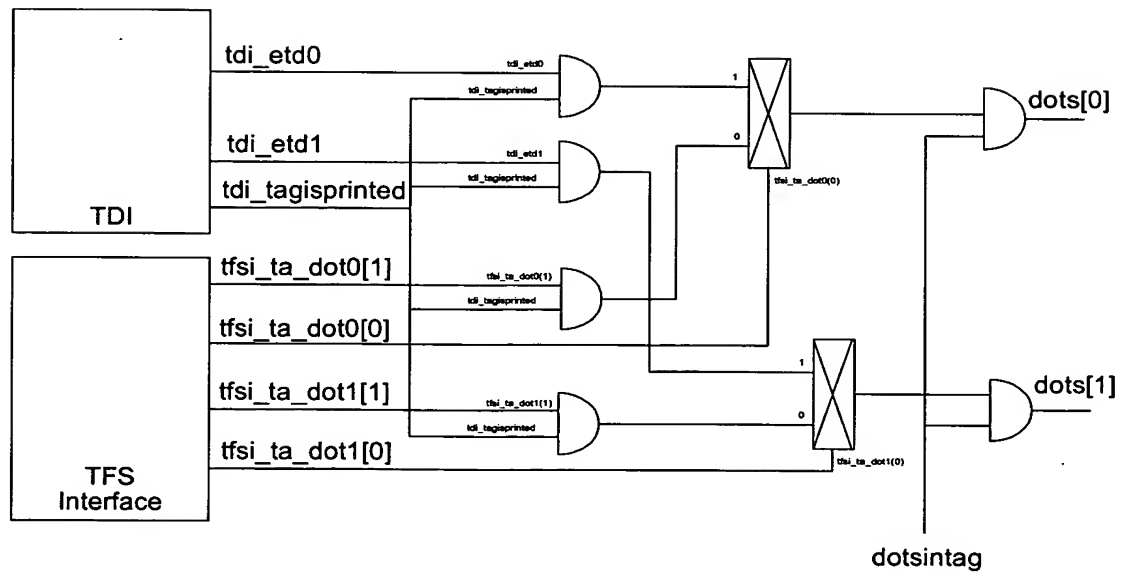 tdi_etd0
tdi_etd1
tdi_tagisprinted
TDI
tfsi_ta_dot0[1]
tfsi_ta_dot0[0]
tfsi_ta_dot1[1]
tfsi_ta_dot1[0]
TFS
Interface
tdi_etd0
tdi_tagisprinted
tdi_etd1
tdi_tagisprinted
tfsi_ta_dot0(1)
tdi_tagisprinted
tfsi_ta_dot1(1)
tdi_tagisprinted
1
0
tfsi_ta_dot0(0)
1
0
tfsi_ta_dot1(0)
dots[0]
dots[1]
dotsintag